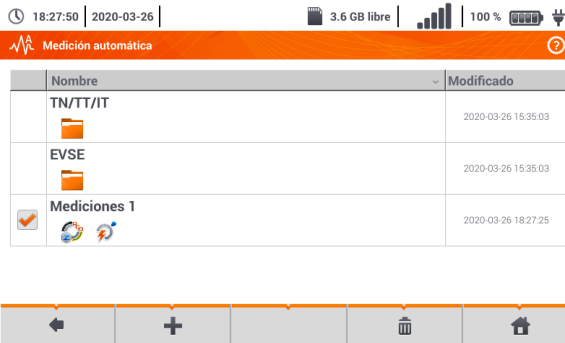 18:27:50 2020-03-26 3.6 GB libre 100 %
Medición automática ?
Nombre Modificado
TN/TT/IT 2020-03-26 15:35:03
EVSE 2020-03-26 15:35:03
Mediciones 1 2020-03-26 18:27:25